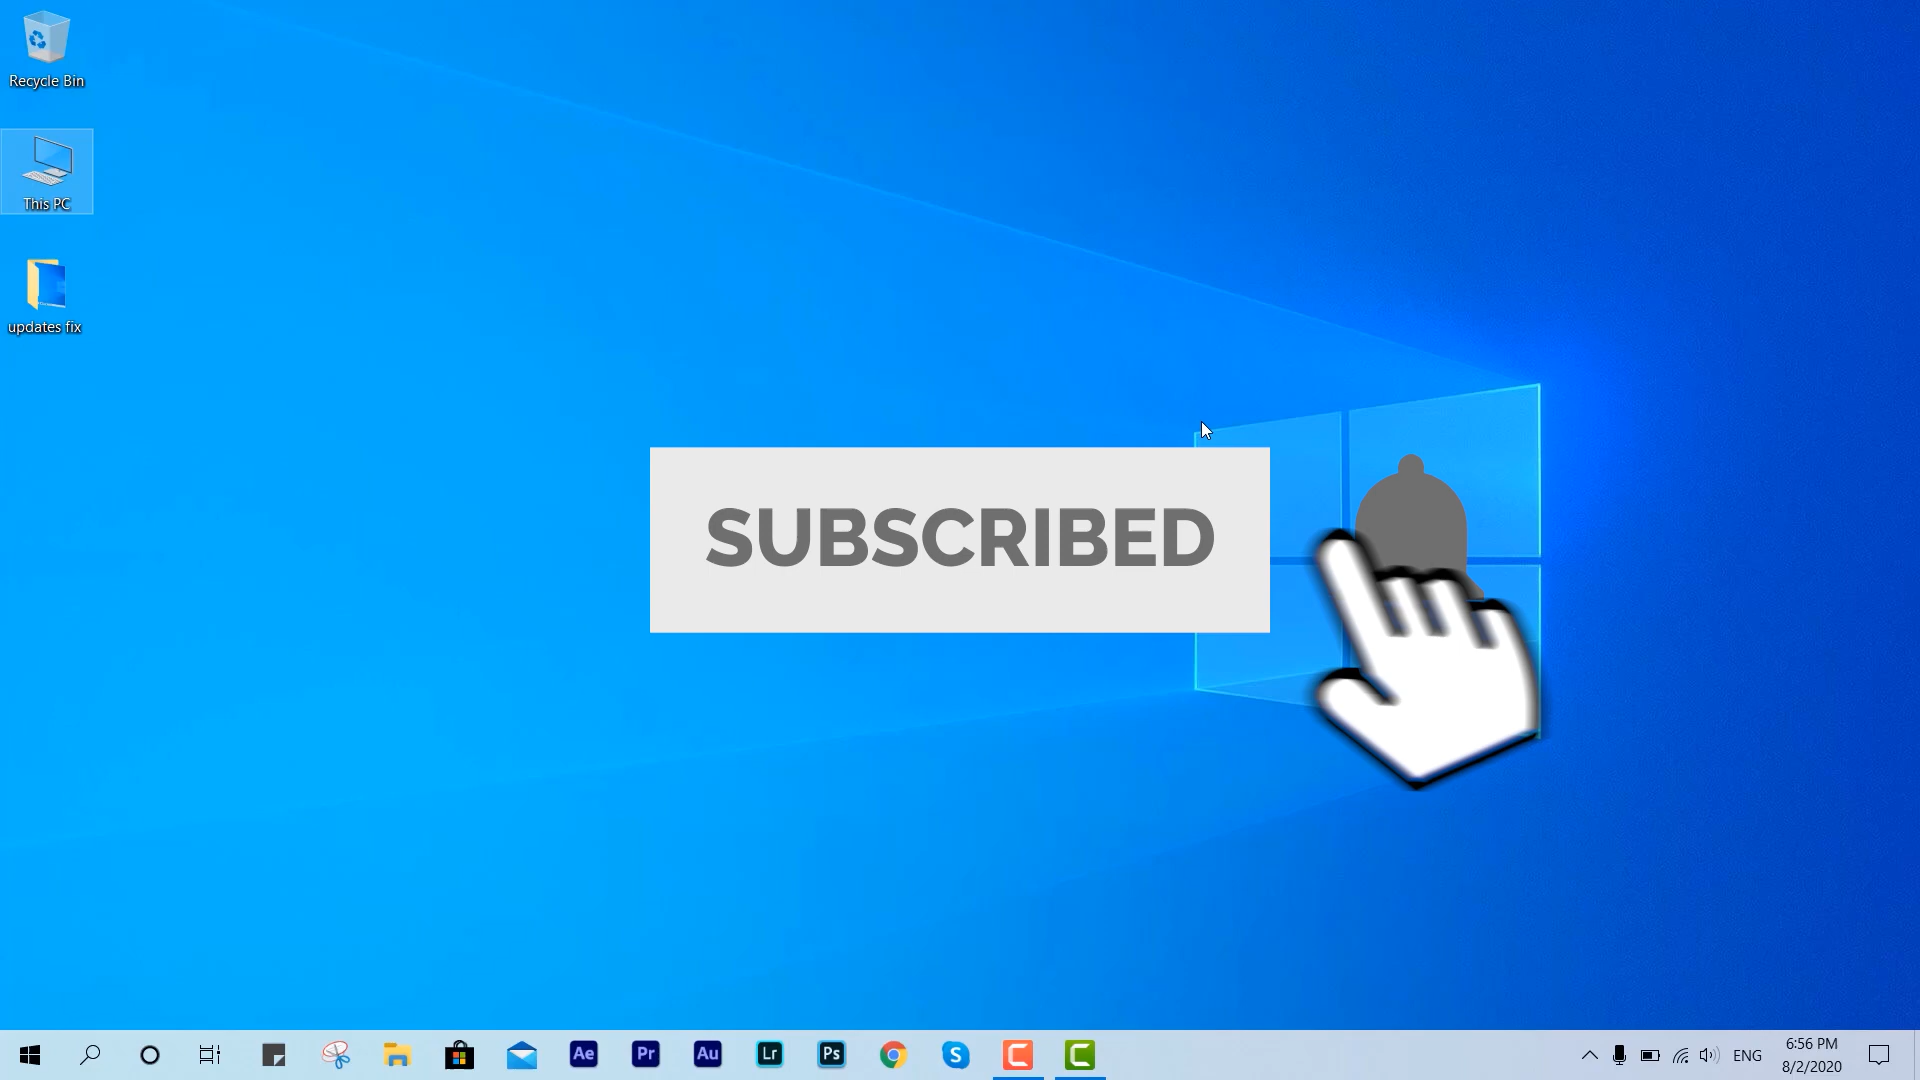 Recycle Bin
This PC
updates fix
SUBSCRIBED
Ae
Pr
Au
Lr
Ps
S
C
C
ENG
6:56 PM
8/2/2020